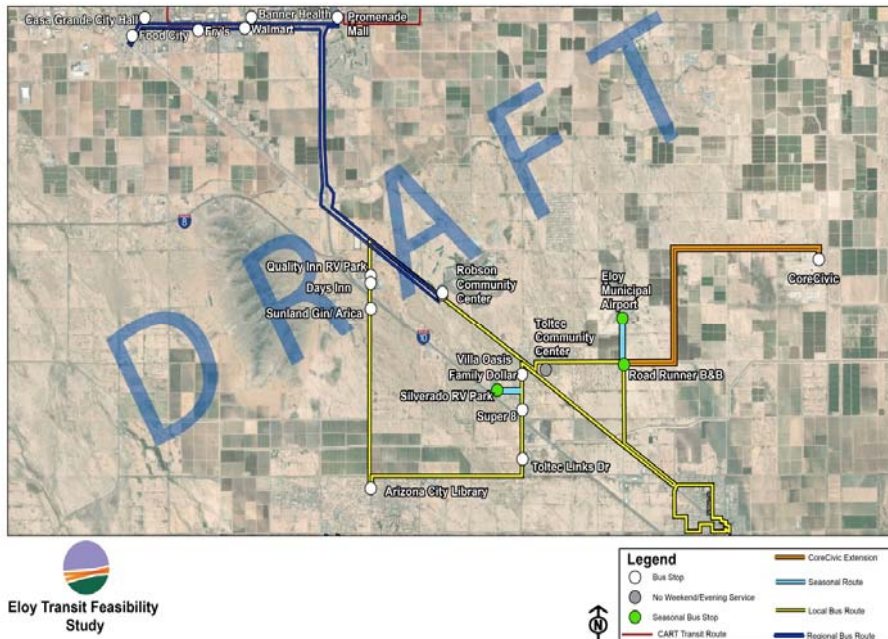 Casa Grande City Hall
Banner Health
Promenade
Mall
Food City
Fry's
Walmart
DRAFT
8
Quality Inn RV Park
Days Inn
Sunland Gin/ Arica
Robson
Community
Center
Eloy
Municipal
Airport
CoreCivic
10
Toltec
Community
Center
Villa Oasis
Family Dollar
Road Runner B&B
Silverado RV Park
Super 8
Toltec Links Dr
Arizona City Library
Eloy Transit Feasibility
Study
N
Legend
Bus Stop
No Weekend/Evening Service
Seasonal Bus Stop
CART Transit Route
CoreCivic Extension
Seasonal Route
Local Bus Route
Regional Bus Route